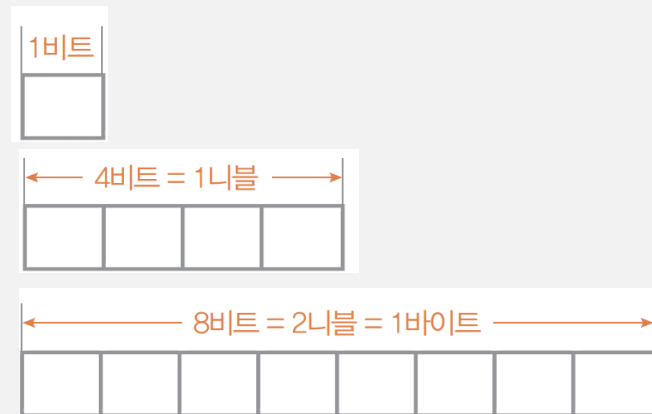 1비트
4비트 = 1니블
8비트 = 2니블 = 1바이트